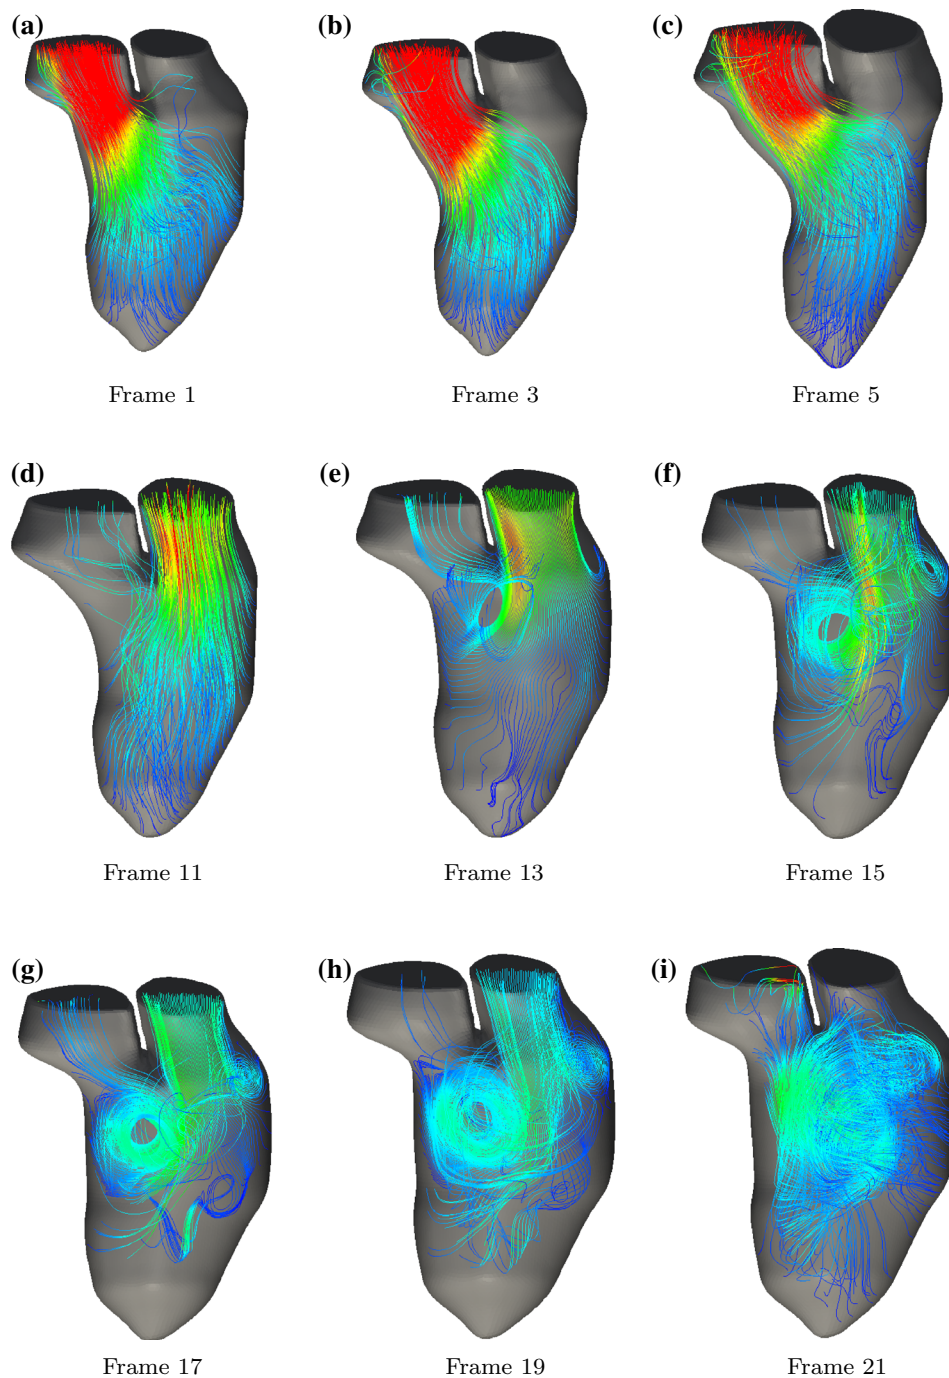 (a) (b) (c)
Frame 1 Frame 3 Frame 5
(d) (e) (f)
Frame 11 Frame 13 Frame 15
(g) (h) (i)
Frame 17 Frame 19 Frame 21